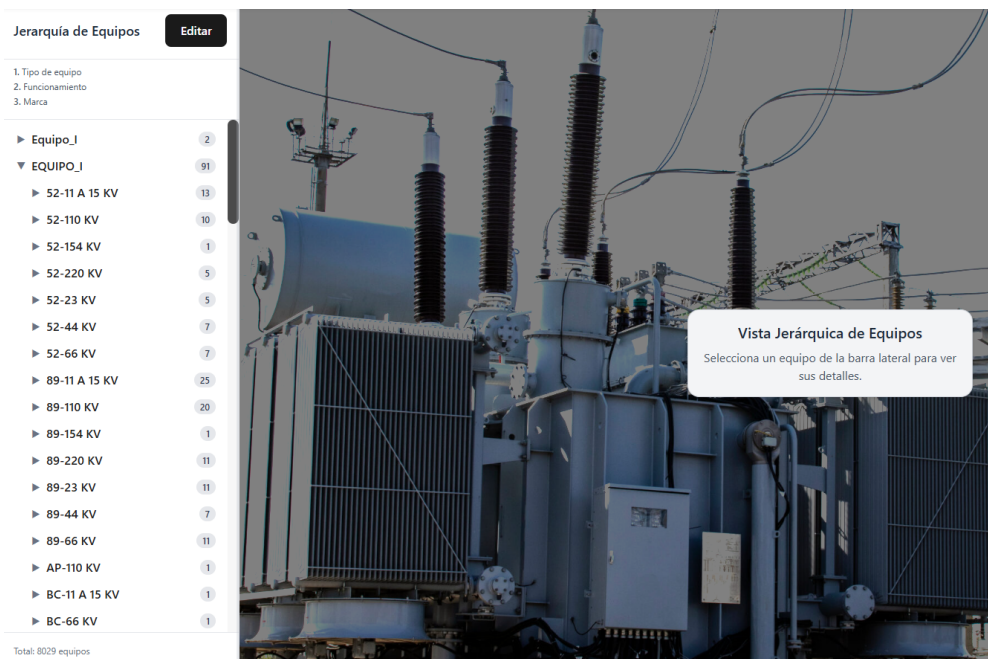 Jerarquía de Equipos
Editar
1. Tipo de equipo
2. Funcionamiento
3. Marca
Equipo_I 2
EQUIPO_I 91
52-11 A 15 KV 13
52-110 KV 10
52-154 KV 1
52-220 KV 5
52-23 KV 5
52-44 KV 7
52-66 KV 7
89-11 A 15 KV 25
89-110 KV 20
89-154 KV 1
89-220 KV 11
89-23 KV 11
89-44 KV 7
89-66 KV 11
AP-110 KV 1
BC-11 A 15 KV 1
BC-66 KV 1
Total: 8029 equipos
Vista Jerárquica de Equipos
Selecciona un equipo de la barra lateral para ver
sus detalles.